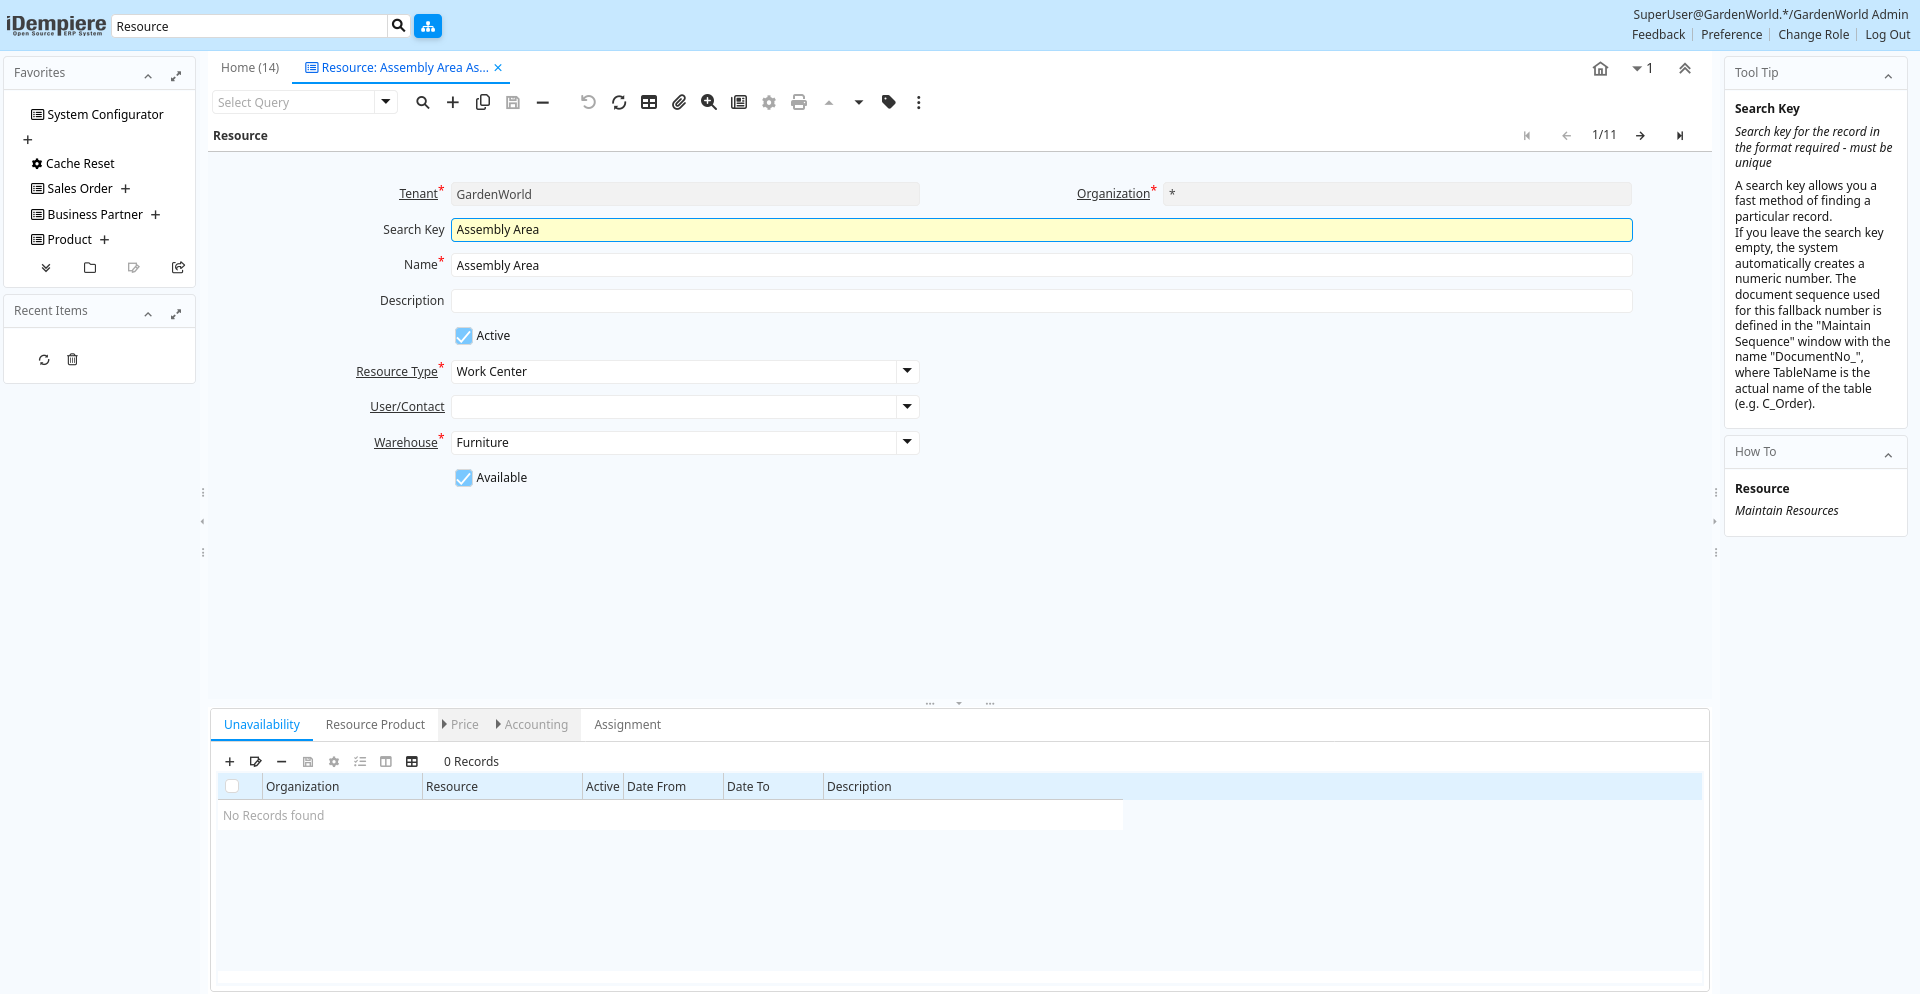 iDempiere
Open Source ERP System
Resource
SuperUser@GardenWorld.*/GardenWorld Admin
Feedback
Preference
Change Role
Log Out
Favorites
System Configurator
Cache Reset
Sales Order
Business Partner
Product
Recent Items
Home (14)
Resource: Assembly Area As...
1
Select Query
Resource
1/11
Tenant*
GardenWorld
Organization*
*
Search Key
Assembly Area
Name*
Assembly Area
Description
Active
Resource Type*
Work Center
User/Contact
Warehouse*
Furniture
Available
Unavailability
Resource Product
Price
Accounting
Assignment
0 Records
Organization
Resource
Active
Date From
Date To
Description
No Records found
Tool Tip
Search Key
Search key for the record in
the format required - must be
unique
A search key allows you a
fast method of finding a
particular record.
If you leave the search key
empty, the system
automatically creates a
numeric number. The
document sequence used
for this fallback number is
defined in the "Maintain
Sequence" window with the
name "DocumentNo_",
where TableName is the
actual name of the table
(e.g. C_Order).
How To
Resource
Maintain Resources